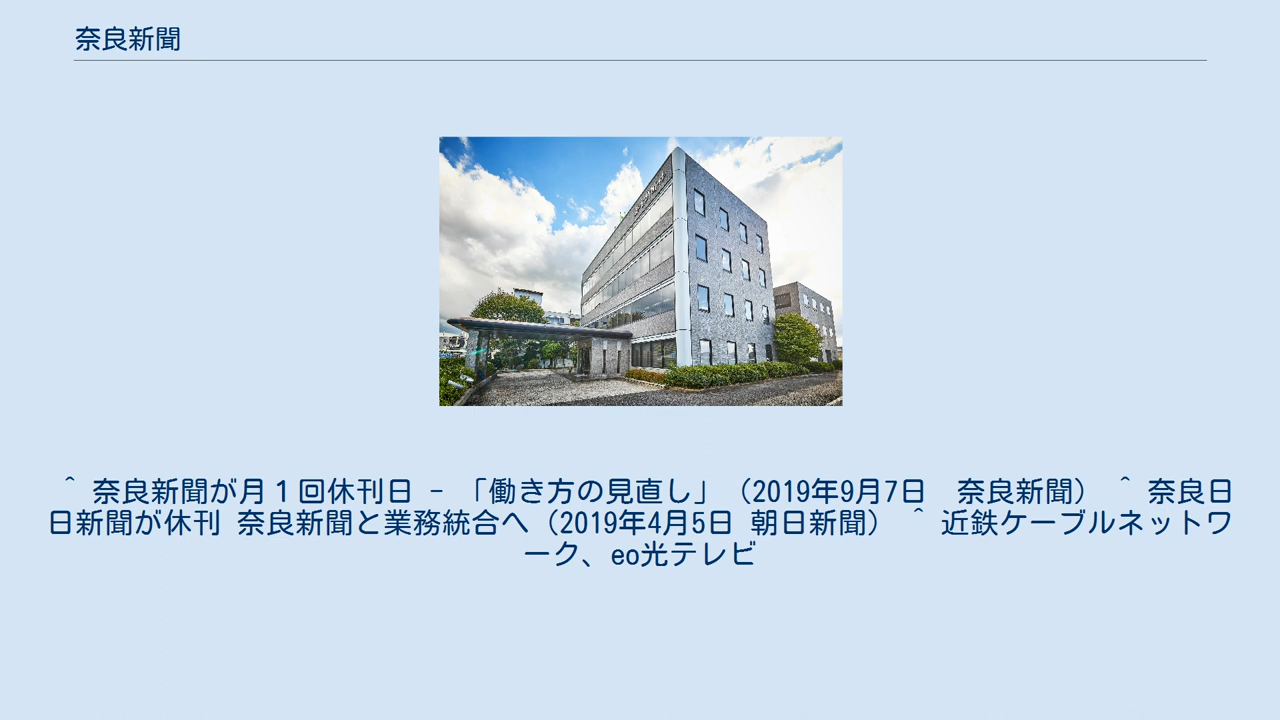 奈良新聞
^ 奈良新聞が月１回休刊日 - 「働き方の見直し」（2019年9月7日　奈良新聞） ^ 奈良日
日新聞が休刊 奈良新聞と業務統合へ（2019年4月5日 朝日新聞） ^ 近鉄ケーブルネットワ
ーク、eo光テレビ